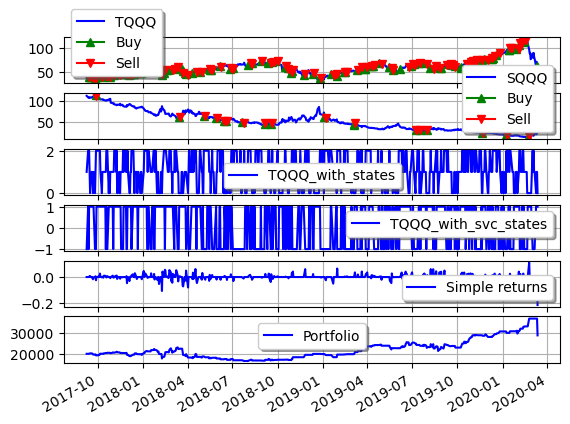 TQQQ
Buy
Sell
100
50
SQQQ
Buy
Sell
100
50
2
0
TQQQ_with_states
1
0
−1
TQQQ_with_svc_states
0.0
−0.2
Simple returns
30000
20000
Portfolio
2017-10 2018-01 2018-04 2018-07 2018-10 2019-01 2019-04 2019-07 2019-10 2020-01 2020-04